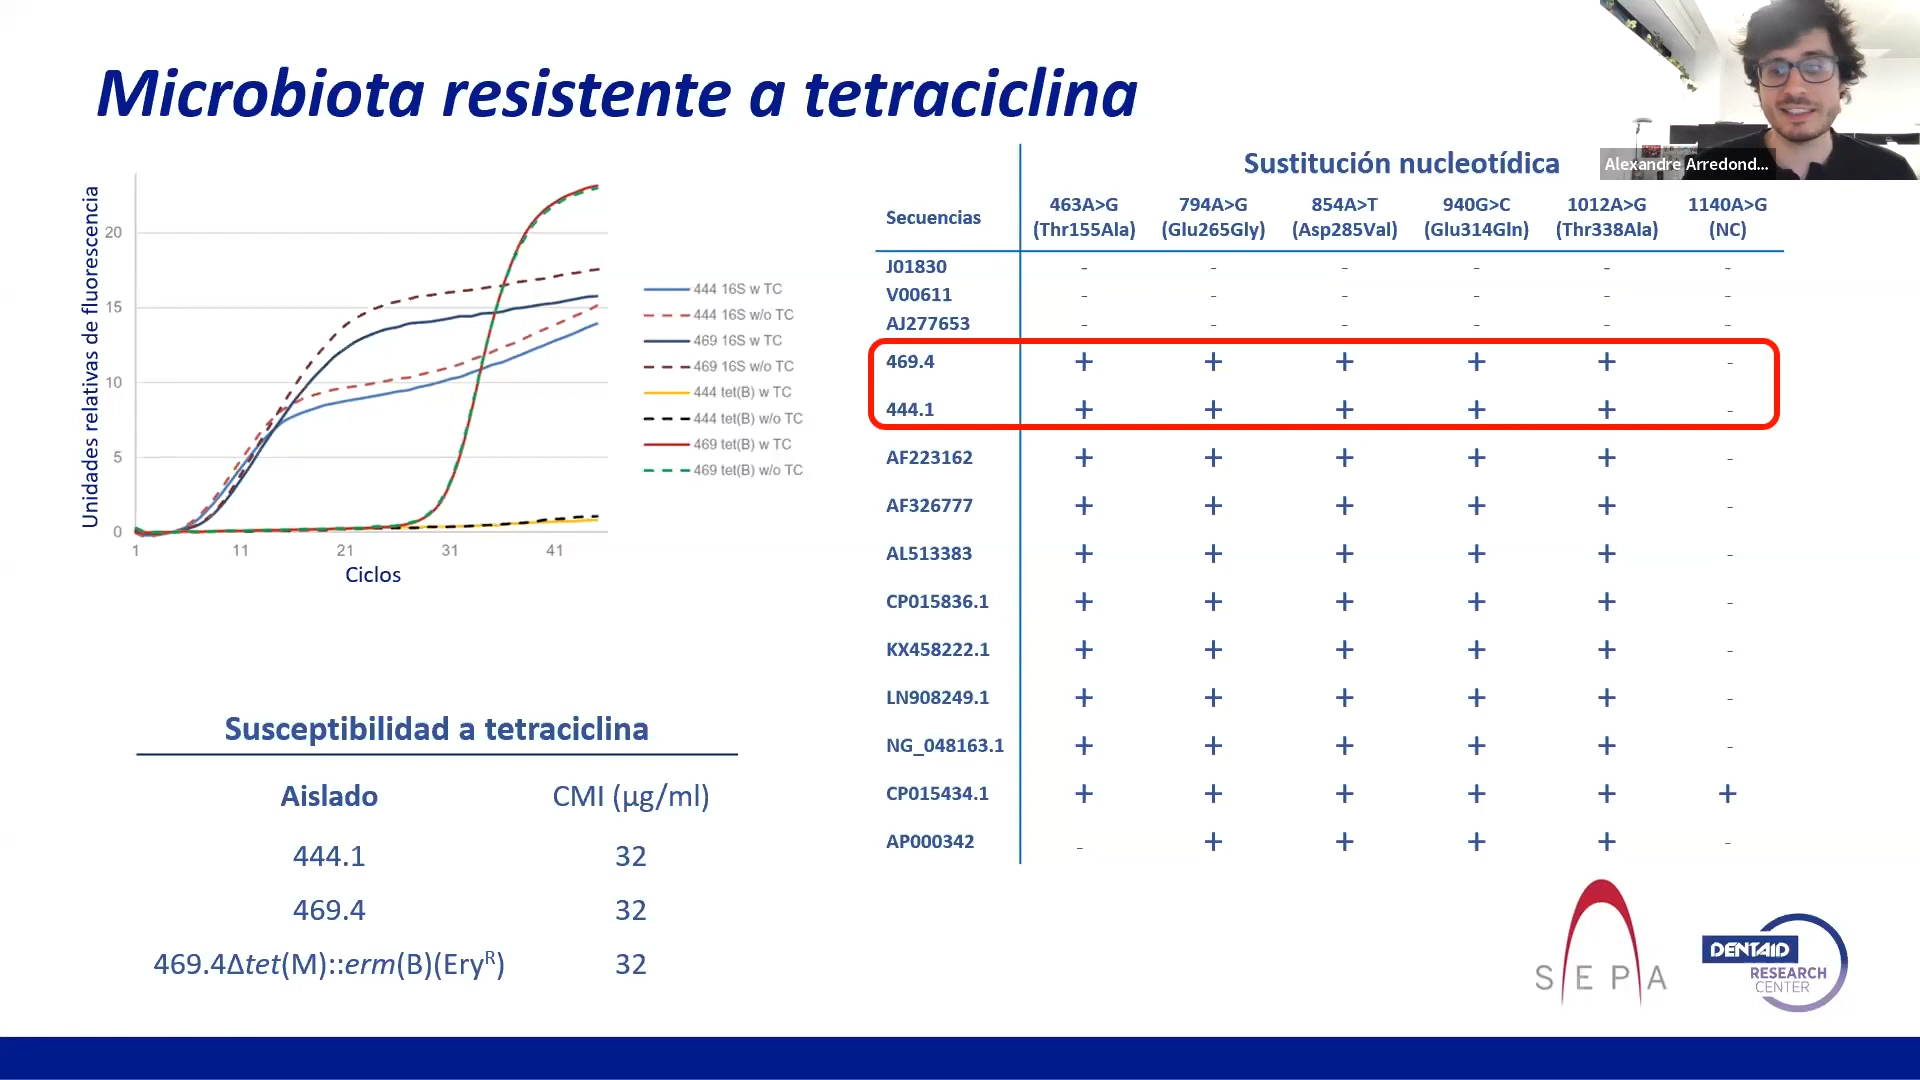 Microbiota resistente a tetraciclina
Alexandre Arredond...
Unidades relativas de fluorescencia
20
15
10
5
0
1 11 21 31 41
Ciclos
444 16S w TC
444 16S w/o TC
469 16S w TC
469 16S w/o TC
444 tet(B) w TC
444 tet(B) w/o TC
469 tet(B) w TC
469 tet(B) w/o TC
Susceptibilidad a tetraciclina
Aislado CMI (μg/ml)
444.1 32
469.4 32
469.4Δtet(M)::erm(B)(Eryᴿ) 32
Sustitución nucleotídica
Secuencias 463A>G 794A>G 854A>T 940G>C 1012A>G 1140A>G
(Thr155Ala) (Glu265Gly) (Asp285Val) (Glu314Gln) (Thr338Ala) (NC)
J01830 - - - - - -
V00611 - - - - - -
AJ277653 - - - - - -
469.4 + + + + + -
444.1 + + + + + -
AF223162 + + + + + -
AF326777 + + + + + -
AL513383 + + + + + -
CP015836.1 + + + + + -
KX458222.1 + + + + + -
LN908249.1 + + + + + -
NG_048163.1 + + + + + -
CP015434.1 + + + + + +
AP000342 - + + + + -
SEPA
DENTAID
RESEARCH
CENTER